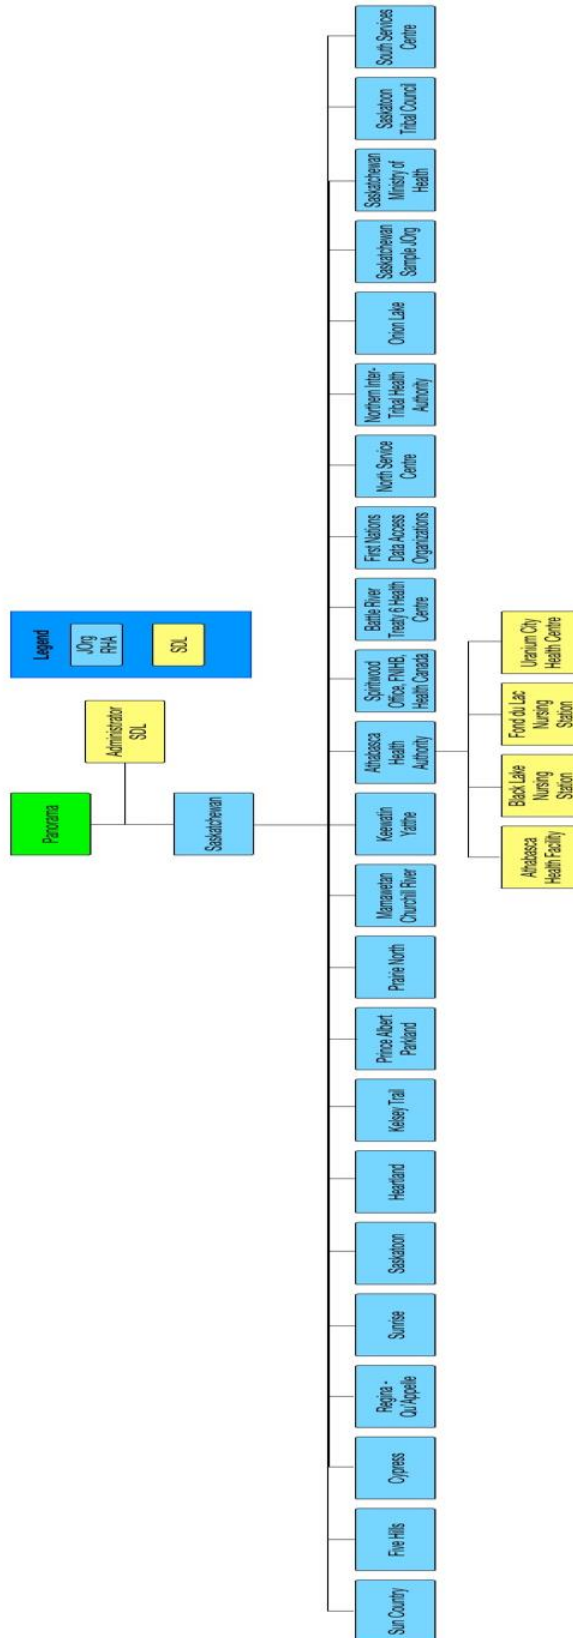 Panorama
Administrator
SDL
Legend
JOrg
RHA
SDL
Saskatchewan
Sun Country
Five Hills
Cypress
Regina -
Qu'Appelle
Sunrise
Saskatoon
Heartland
Kelsey Trail
Prince Albert
Parkland
Prairie North
Mamawetan
Churchill River
Keewatin
Yatthe
Athabasca
Health
Authority
Spiritwood
Office, FNIHB,
Health Canada
Battle River
Treaty 6 Health
Centre
First Nations
Data Access
Organizations
North Service
Centre
Northern Inter-
Tribal Health
Authority
Onion Lake
Saskatchewan
Sample JOrg
Saskatchewan
Ministry of
Health
Saskatoon
Tribal Council
South Services
Centre
Athabasca
Health Facility
Black Lake
Nursing
Station
Fond du Lac
Nursing
Station
Uranium City
Health Centre